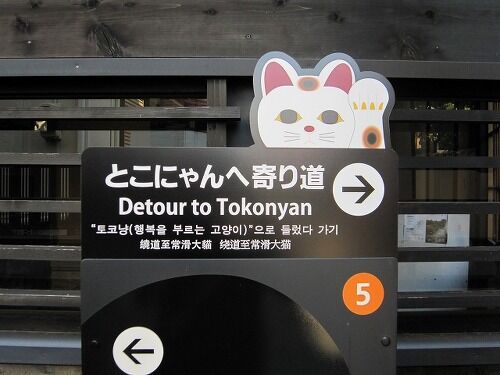 とこにゃんへ寄り道
Detour to Tokonyan
“토코냥(행복을 부르는 고양이)”으로 들렀다 가기
繞道至常滑大貓 绕道至常滑大猫
5